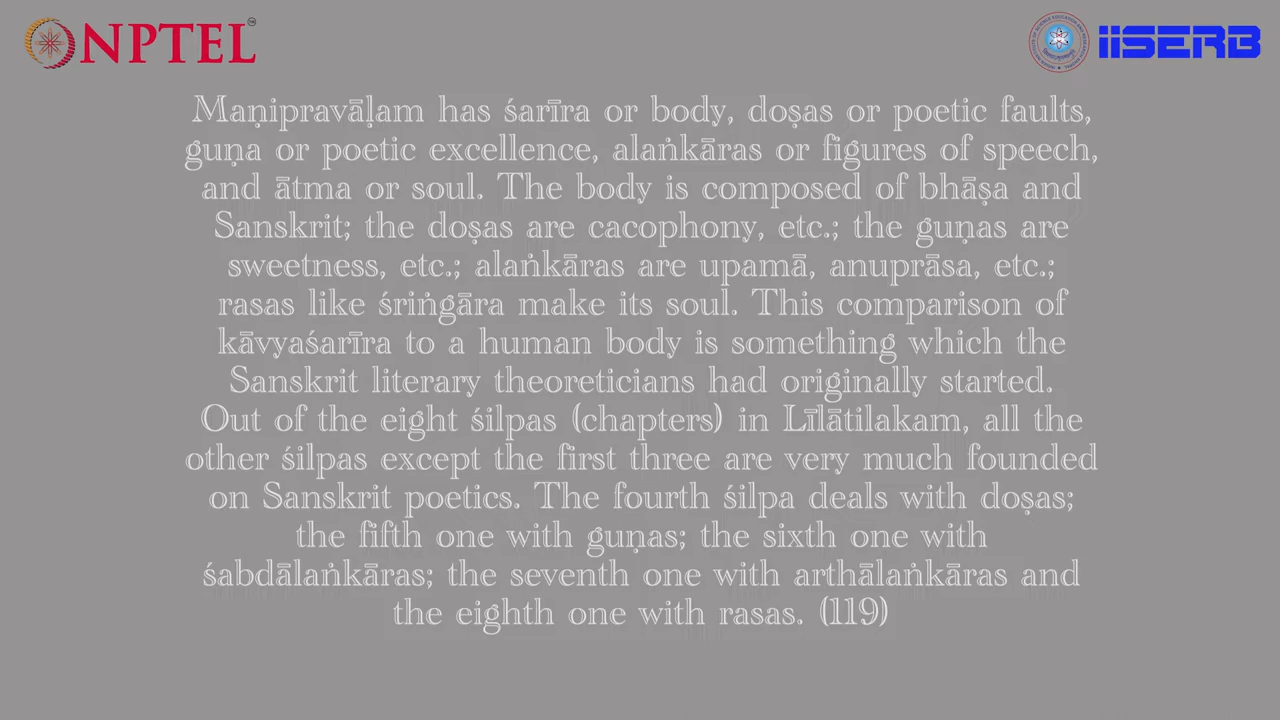 NPTEL
IISERB
Maṇipravāḷam has śarīra or body, doṣas or poetic faults,
guṇa or poetic excellence, alaṅkāras or figures of speech,
and ātma or soul. The body is composed of bhāṣa and
Sanskrit; the doṣas are cacophony, etc.; the guṇas are
sweetness, etc.; alaṅkāras are upamā, anuprāsa, etc.;
rasas like śriṅgāra make its soul. This comparison of
kāvyaśarīra to a human body is something which the
Sanskrit literary theoreticians had originally started.
Out of the eight śilpas (chapters) in Līlātilakam, all the
other śilpas except the first three are very much founded
on Sanskrit poetics. The fourth śilpa deals with doṣas;
the fifth one with guṇas; the sixth one with
śabdālaṅkāras; the seventh one with arthālaṅkāras and
the eighth one with rasas. (119)